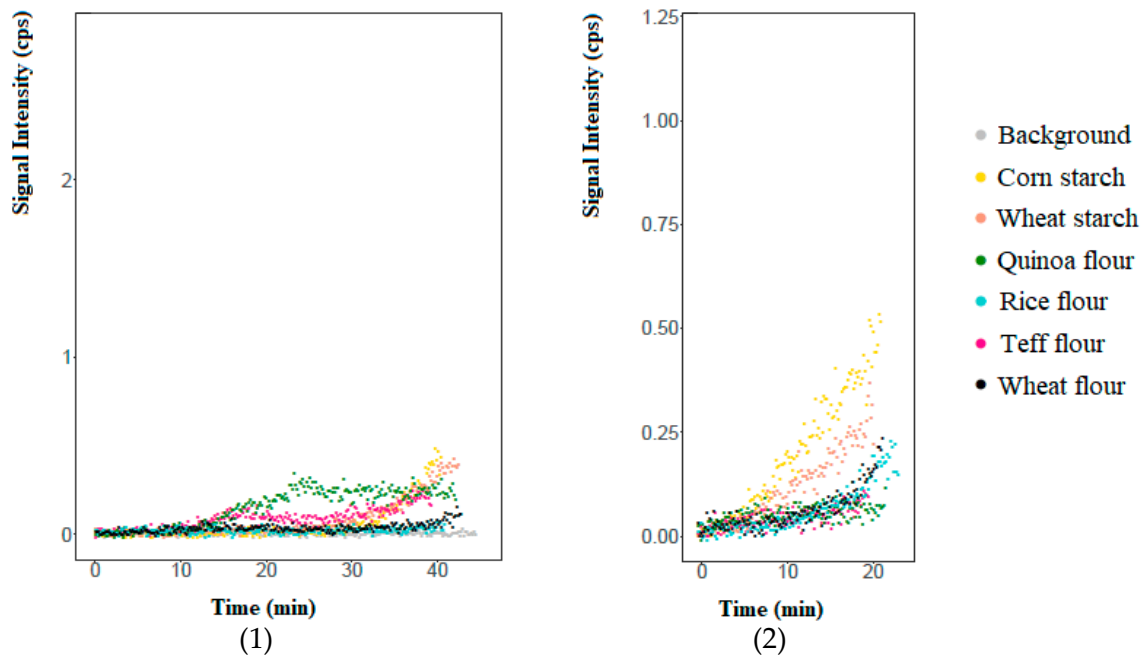 Signal Intensity (cps)
2
1
0
0
10
20
30
40
Time (min)
(1)
Signal Intensity (cps)
1.25
1.00
0.75
0.50
0.25
0.00
0
10
20
Time (min)
(2)
Background
Corn starch
Wheat starch
Quinoa flour
Rice flour
Teff flour
Wheat flour